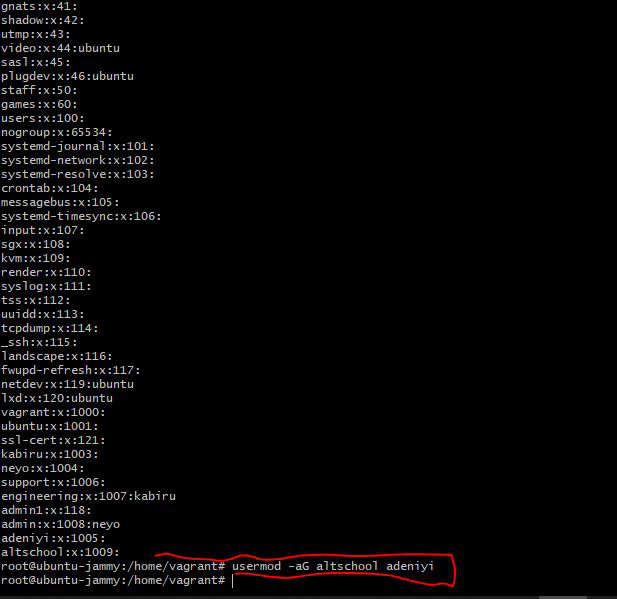 gnats:x:41:
shadow:x:42:
utmp:x:43:
video:x:44:ubuntu
sasl:x:45:
plugdev:x:46:ubuntu
staff:x:50:
games:x:60:
users:x:100:
nogroup:x:65534:
systemd-journal:x:101:
systemd-network:x:102:
systemd-resolve:x:103:
crontab:x:104:
messagebus:x:105:
systemd-timesync:x:106:
input:x:107:
sgx:x:108:
kvm:x:109:
render:x:110:
syslog:x:111:
tss:x:112:
uuidd:x:113:
tcpdump:x:114:
_ssh:x:115:
landscape:x:116:
fwupd-refresh:x:117:
netdev:x:119:ubuntu
lxd:x:120:ubuntu
vagrant:x:1000:
ubuntu:x:1001:
ssl-cert:x:121:
kabiru:x:1003:
neyo:x:1004:
support:x:1006:
engineering:x:1007:kabiru
admin1:x:118:
admin:x:1008:neyo
adeniyi:x:1005:
altschool:x:1009:
root@ubuntu-jammy:/home/vagrant# usermod -aG altschool adeniyi
root@ubuntu-jammy:/home/vagrant#